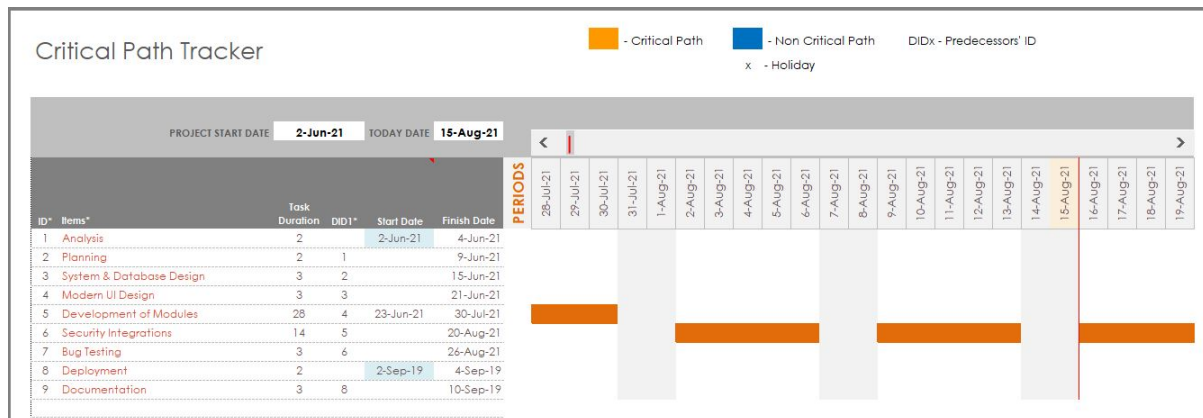 Critical Path Tracker
- Critical Path - Non Critical Path DIDx - Predecessors' ID
x - Holiday
PROJECT START DATE 2-Jun-21 TODAY DATE 15-Aug-21
PERIODS
28-Jul-21 29-Jul-21 30-Jul-21 31-Jul-21 1-Aug-21 2-Aug-21 3-Aug-21 4-Aug-21 5-Aug-21 6-Aug-21 7-Aug-21 8-Aug-21 9-Aug-21 10-Aug-21 11-Aug-21 12-Aug-21 13-Aug-21 14-Aug-21 15-Aug-21 16-Aug-21 17-Aug-21 18-Aug-21 19-Aug-21
ID* Items* Task Duration DID1* Start Date Finish Date
1 Analysis 2 2-Jun-21 4-Jun-21
2 Planning 2 1 9-Jun-21
3 System & Database Design 3 2 15-Jun-21
4 Modern UI Design 3 3 21-Jun-21
5 Development of Modules 28 4 23-Jun-21 30-Jul-21
6 Security Integrations 14 5 20-Aug-21
7 Bug Testing 3 6 26-Aug-21
8 Deployment 2 2-Sep-19 4-Sep-19
9 Documentation 3 8 10-Sep-19